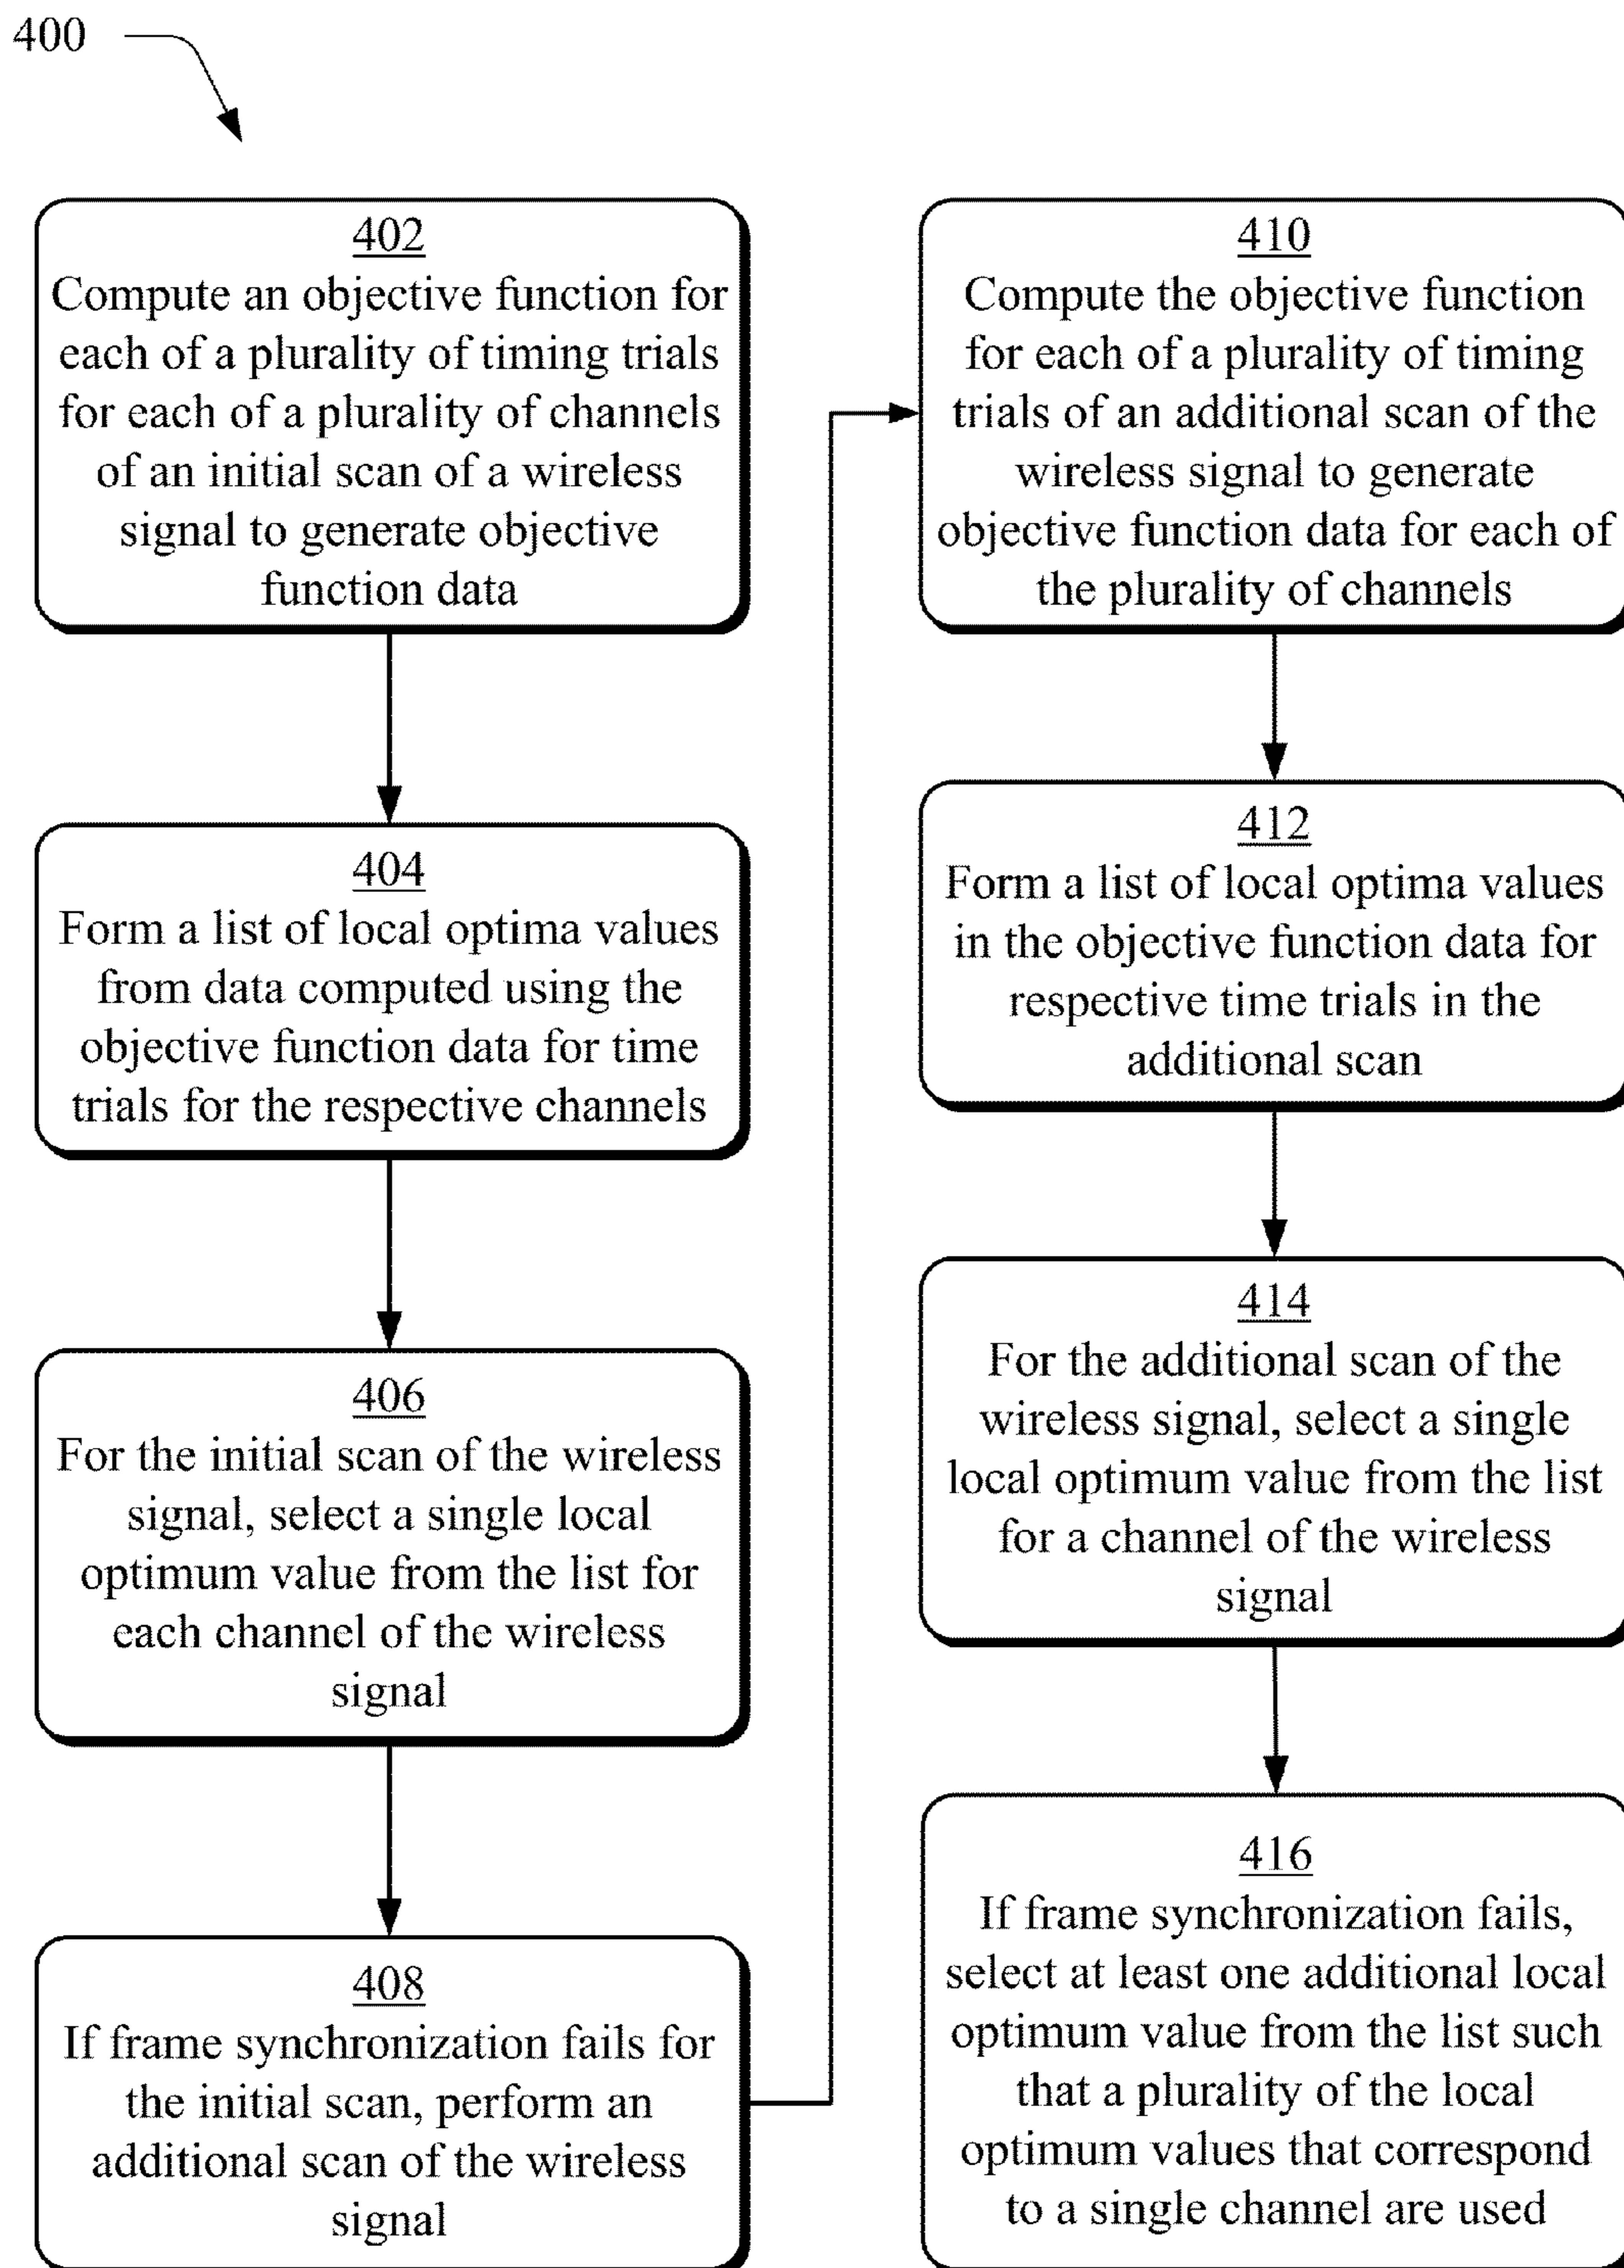 400
402
Compute an objective function for
each of a plurality of timing trials
for each of a plurality of channels
of an initial scan of a wireless
signal to generate objective
function data
404
Form a list of local optima values
from data computed using the
objective function data for time
trials for the respective channels
406
For the initial scan of the wireless
signal, select a single local
optimum value from the list for
each channel of the wireless
signal
408
If frame synchronization fails for
the initial scan, perform an
additional scan of the wireless
signal
410
Compute the objective function
for each of a plurality of timing
trials of an additional scan of the
wireless signal to generate
objective function data for each of
the plurality of channels
412
Form a list of local optima values
in the objective function data for
respective time trials in the
additional scan
414
For the additional scan of the
wireless signal, select a single
local optimum value from the list
for a channel of the wireless
signal
416
If frame synchronization fails,
select at least one additional local
optimum value from the list such
that a plurality of the local
optimum values that correspond
to a single channel are used